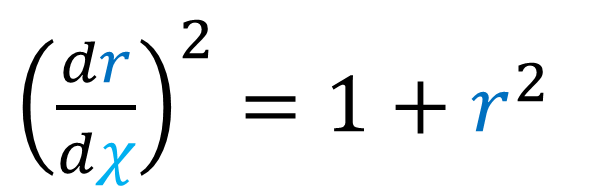 (dr/dχ)² = 1 + r²